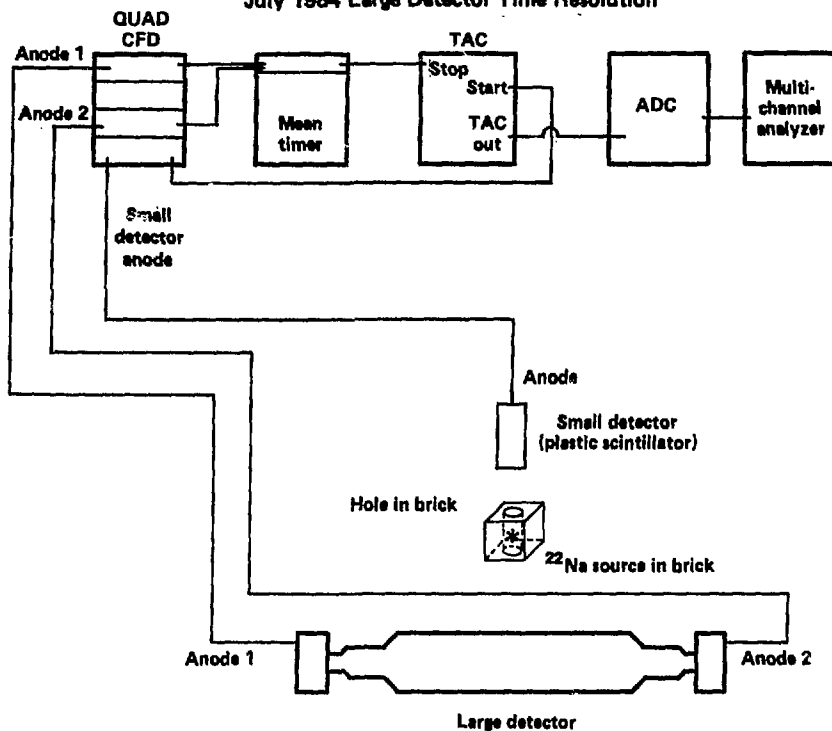 July 1984 Large Detector Time Resolution
QUAD
CFD
Anode 1
Anode 2
Mean
timer
TAC
Stop
Start
TAC
out
ADC
Multi-
channel
analyzer
Small
detector
anode
Anode
Small detector
(plastic scintillator)
Hole in brick
22Na source in brick
Anode 1
Anode 2
Large detector